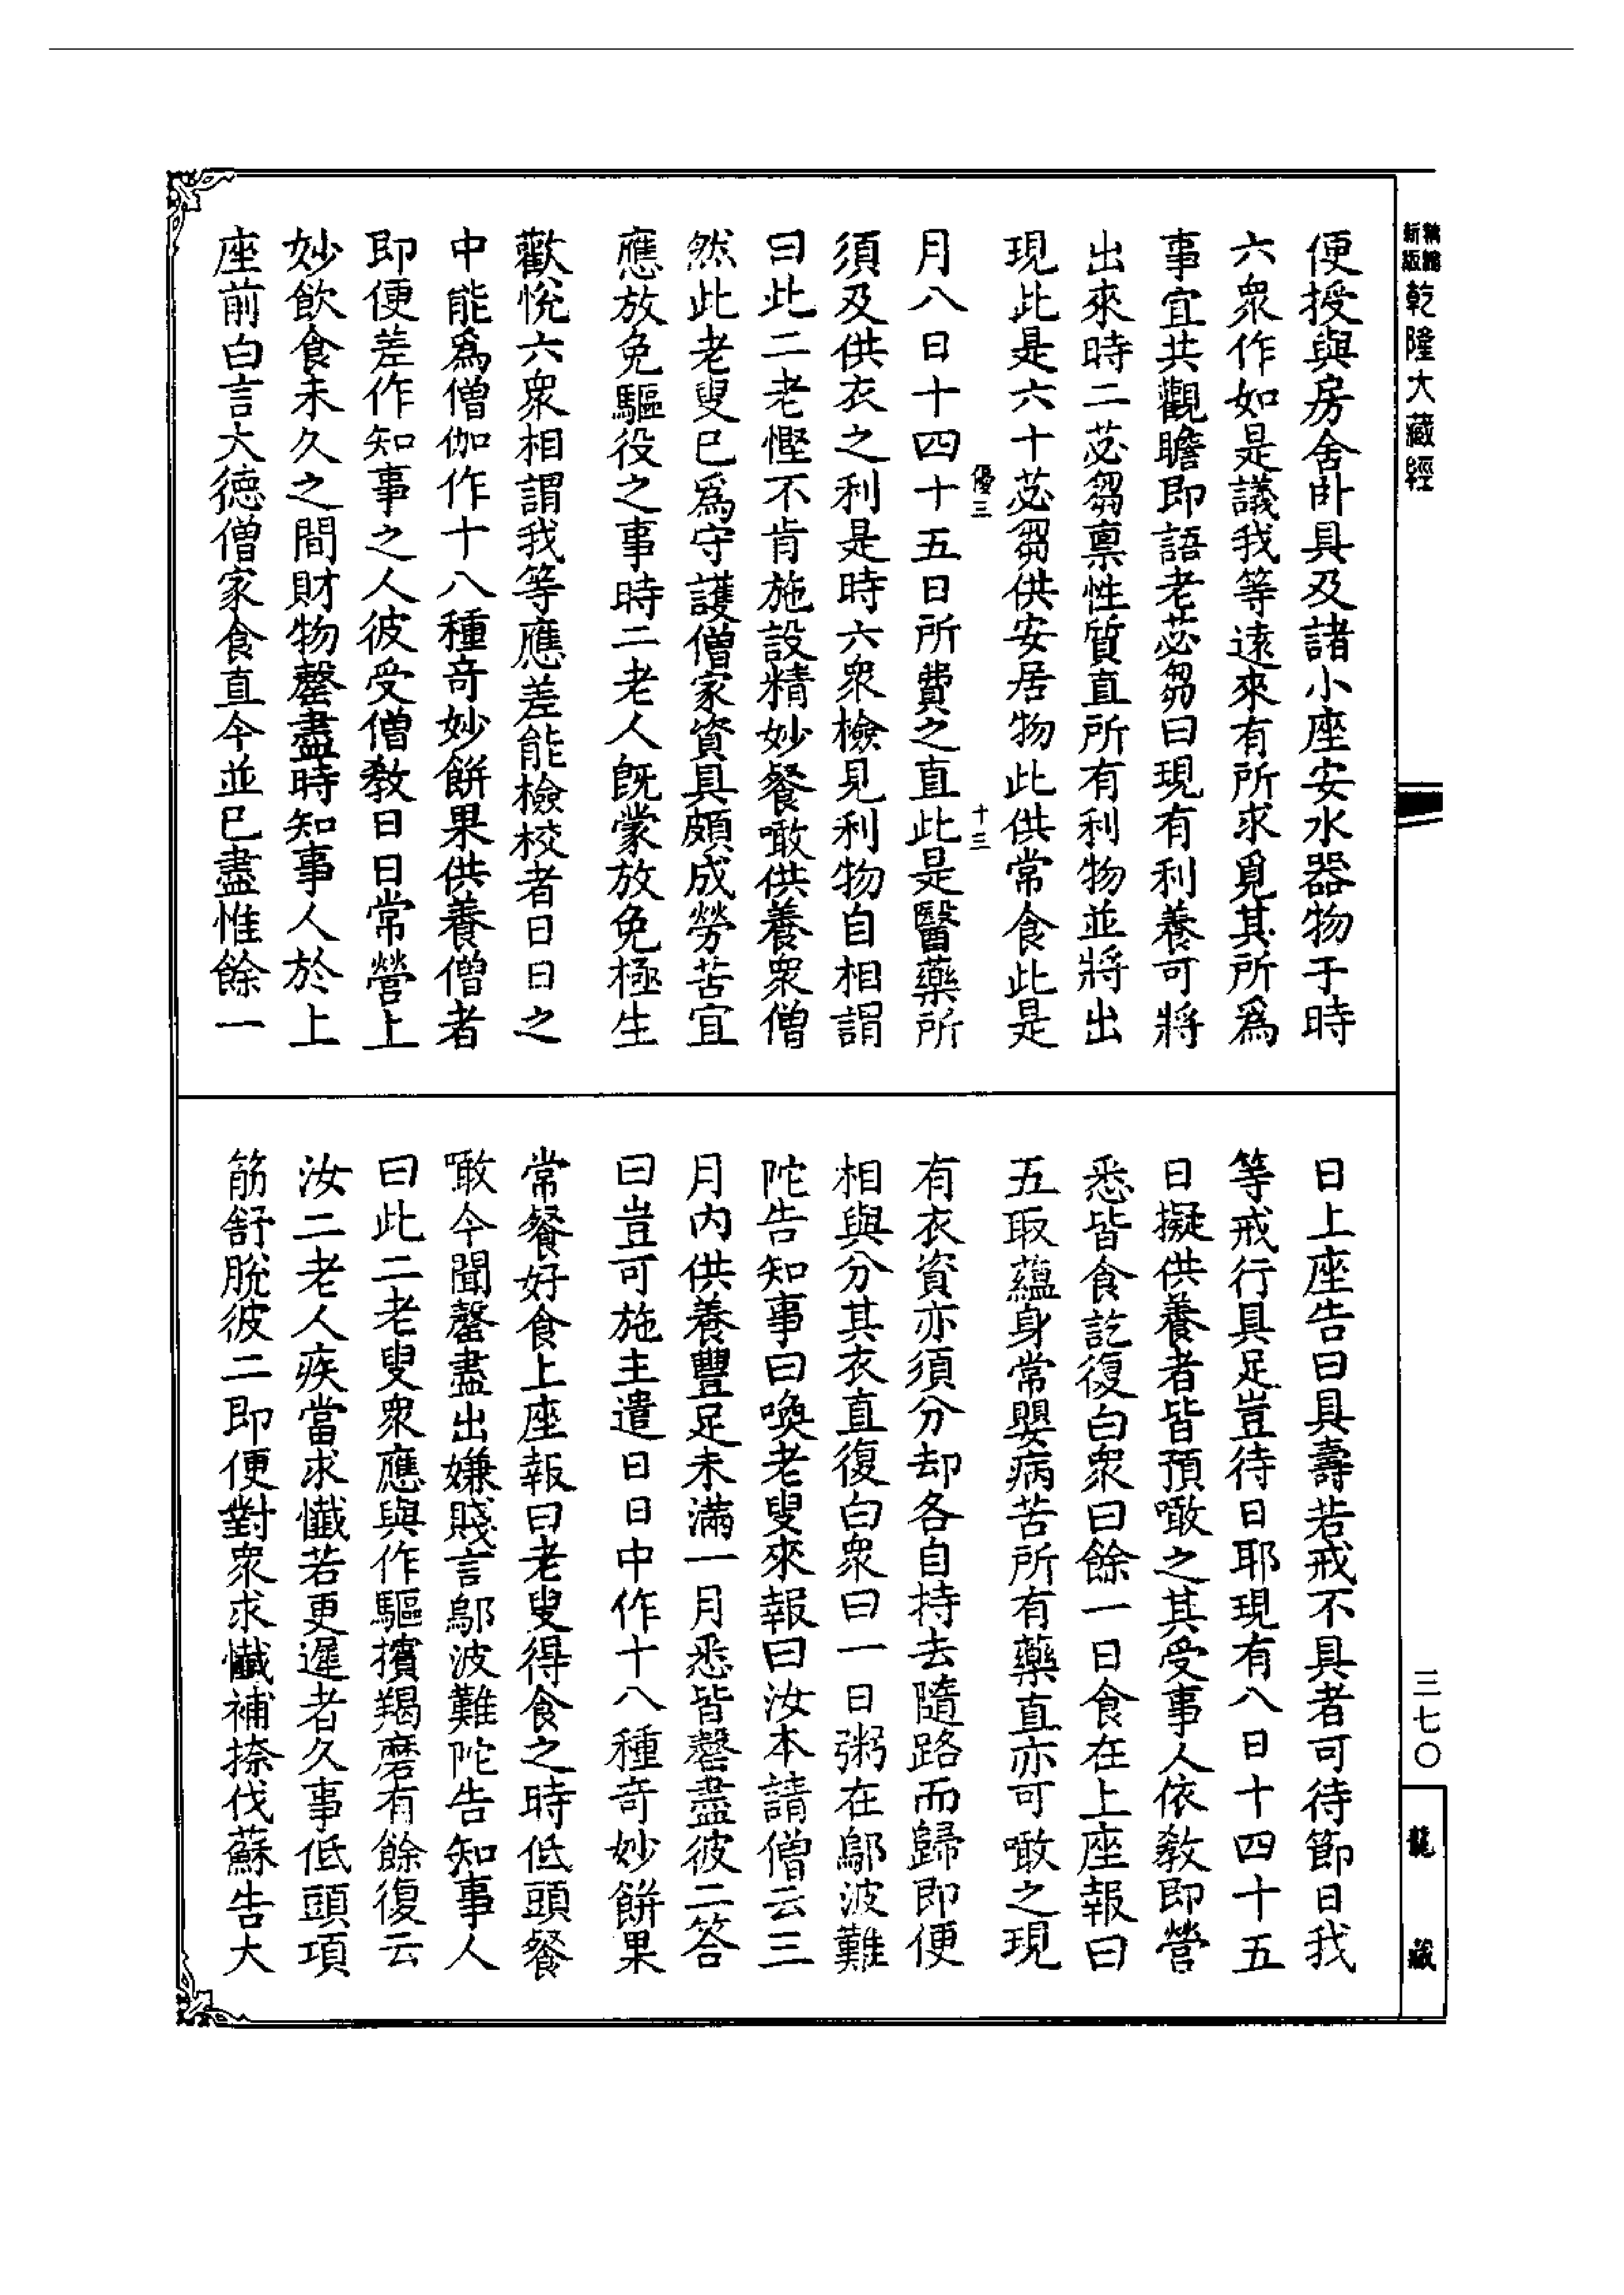 新版精縮乾隆大藏經
便授與房舍卧具及諸小座安水器物于時
六衆作如是議我等遠來有所求覓其所爲
事宜共觀瞻即語老苾芻曰現有利養可將
出來時二苾芻禀性質直所有利物並將出
現此是六十苾芻供安居物此供常食此是
優三
十三
月八日十四十五日所費之直此是醫藥所
須及供衣之利是時六衆檢見利物自相謂
曰此二老慳不肯施設精妙餐噉供養衆僧
然此老叟已爲守護僧家資具頗成勞苦宜
應放免驅役之事時二老人旣蒙放免極生
歡悅六衆相謂我等應差能檢校者日日之
中能爲僧伽作十八種奇妙餅果供養僧者
即便差作知事之人彼受僧教日日常營上
妙飲食未久之間財物罄盡時知事人於上
座前白言大德僧家食直今並已盡惟餘一
日上座告曰具壽若戒不具者可待節日我
等戒行具足豈待日耶現有八日十四十五
日擬供養者皆預噉之其受事人依教即營
悉皆食訖復白衆曰餘一日食在上座報曰
五取蘊身常嬰病苦所有藥直亦可噉之現
有衣資亦須分却各自持去隨路而歸即便
相與分其衣直復白衆曰一日粥在鄔波難
陀告知事曰喚老叟來報曰汝本請僧云三
月內供養豐足未滿一月悉皆罄盡彼二答
曰豈可施主遣日日中作十八種奇妙餅果
常餐好食上座報曰老叟得食之時低頭餐
噉今聞罄盡出嫌賤言鄔波難陀告知事人
曰此二老叟衆應與作驅擯羯磨有餘復云
汝二老人疾當求懺若更遲者久事低頭項
筋舒脫彼二即便對衆求懺補捺伐蘇告大
三七〇
龍藏